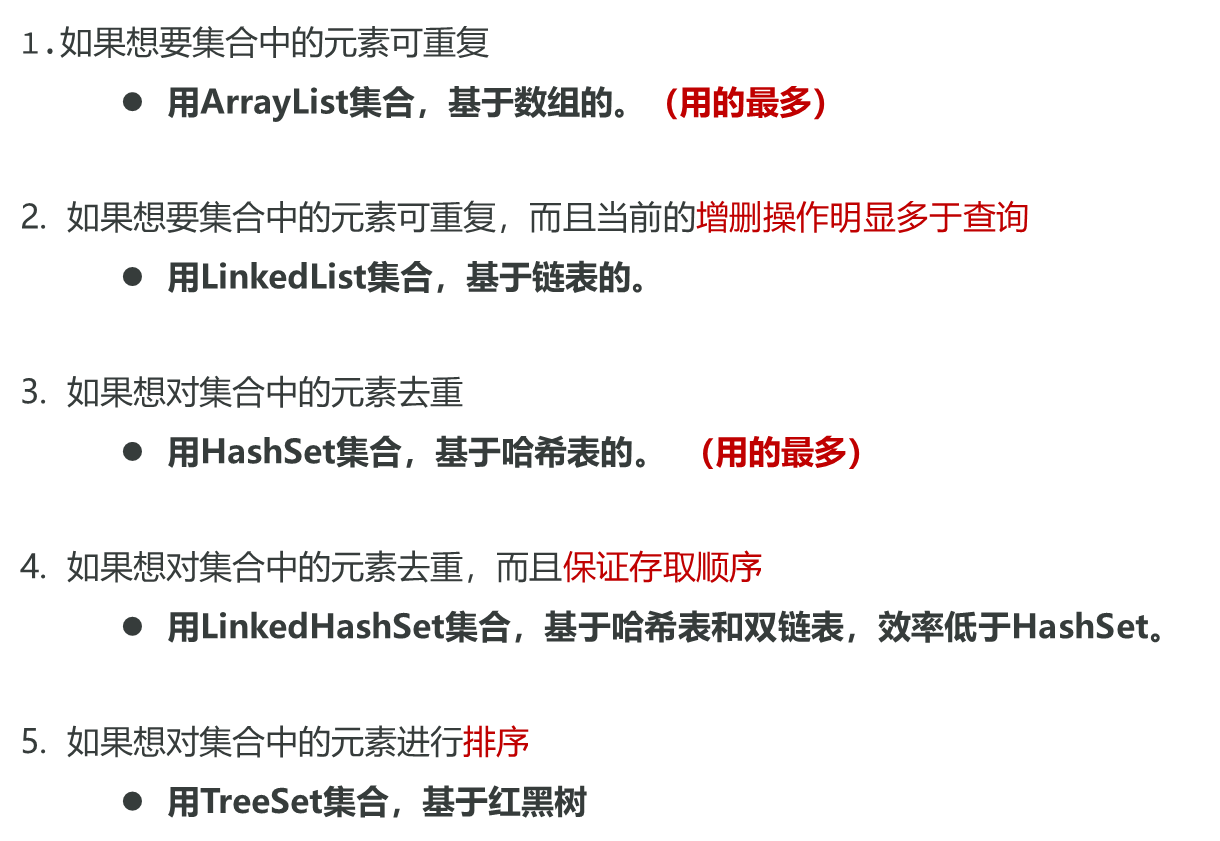 1.如果想要集合中的元素可重复
● 用ArrayList集合，基于数组的。（用的最多）
2. 如果想要集合中的元素可重复，而且当前的增删操作明显多于查询
● 用LinkedList集合，基于链表的。
3. 如果想对集合中的元素去重
● 用HashSet集合，基于哈希表的。 （用的最多）
4. 如果想对集合中的元素去重，而且保证存取顺序
● 用LinkedHashSet集合，基于哈希表和双链表，效率低于HashSet。
5. 如果想对集合中的元素进行排序
● 用TreeSet集合，基于红黑树